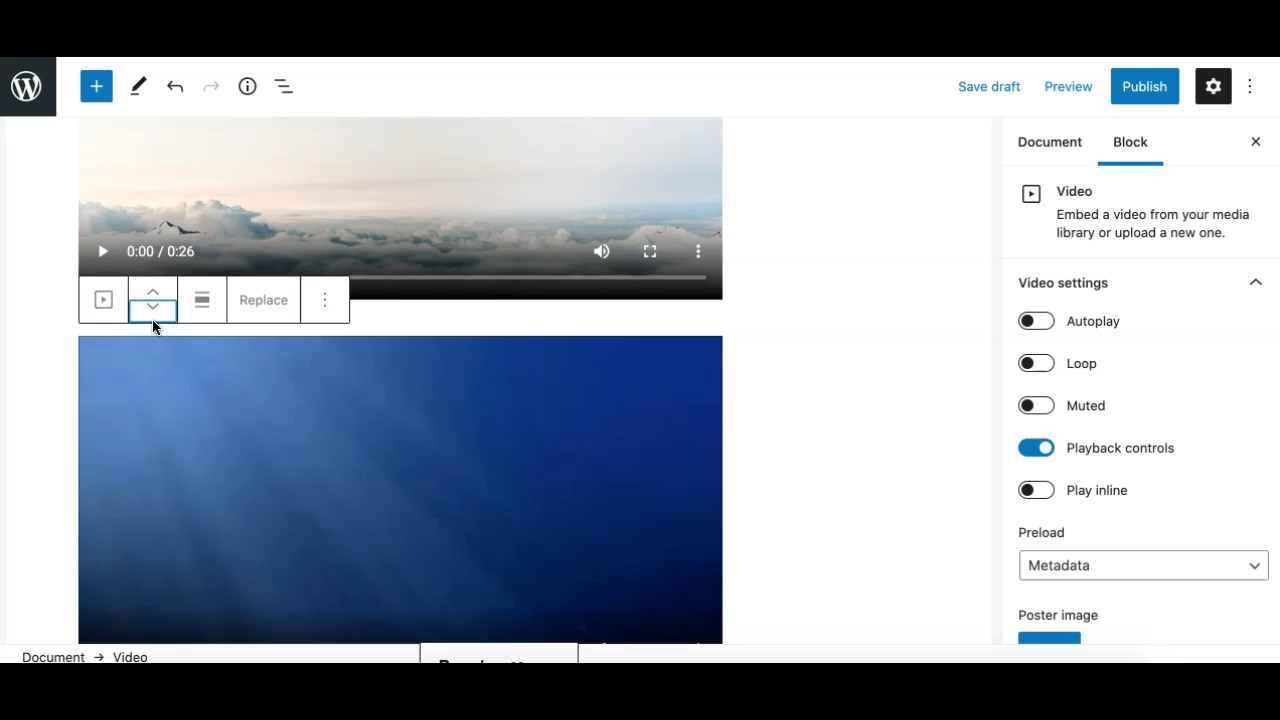 Save draft
Preview
Publish
Document
Block
Video
Embed a video from your media
library or upload a new one.
0:00 / 0:26
Video settings
Replace
Autoplay
Loop
Muted
Playback controls
Play inline
Preload
Metadata
Poster image
Document → Video